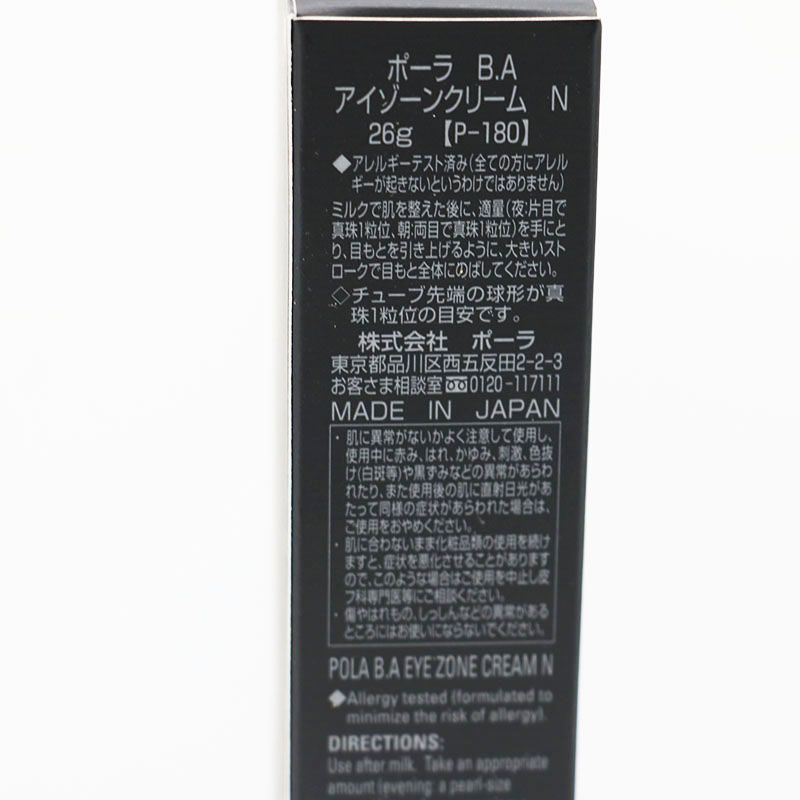 ポーラ B.A
アイゾーンクリーム N
26g 【P-180】
◆アレルギーテスト済み(全ての方にアレル
ギーが起きないというわけではありません)
ミルクで肌を整えた後に、適量(夜:片目で
真珠1粒位、朝:両目で真珠1粒位)を手にと
り、目もとを引き上げるように、大きいスト
ロークで目もと全体にのばしてください。
◇チューブ先端の球形が真
珠1粒位の目安です。
株式会社 ポーラ
東京都品川区西五反田2-2-3
お客さま相談室 0120-117111
MADE IN JAPAN
・肌に異常がないかよく注意して使用し、
使用中に赤み、はれ、かゆみ、刺激、色抜
け(白斑等)や黒ずみなどの異常があらわ
れたり、また使用後の肌に直射日光があ
たって同様の症状があらわれた場合は、
ご使用をおやめください。
・肌に合わないまま化粧品類の使用を続け
ますと、症状を悪化させることがあります
ので、このような場合はご使用を中止し皮
フ科専門医等にご相談ください。
・傷やはれもの、しっしんなどの異常がある
ところにはお使いにならないでください。
POLA B.A EYE ZONE CREAM N
◆Allergy tested (formulated to
minimize the risk of allergy).
DIRECTIONS:
Use after milk. Take an appropriate
amount (evening: a pearl-size